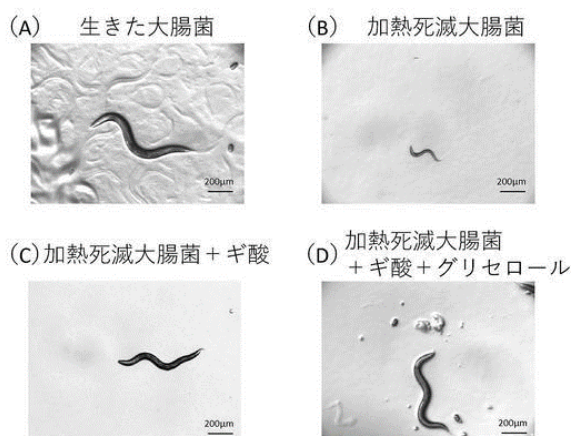 (A) 生きた大腸菌
(B) 加熱死滅大腸菌
200μm
200μm
(C)加熱死滅大腸菌+ギ酸
(D) 加熱死滅大腸菌
+ギ酸+グリセロール
200μm
200μm